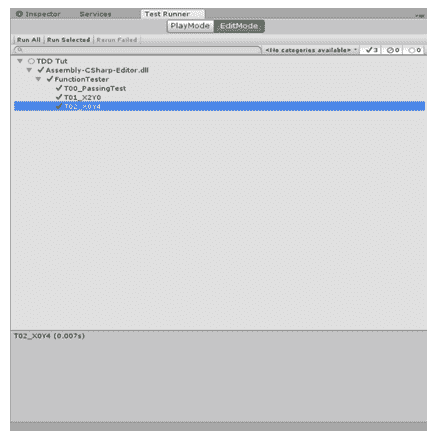 Inspector Services Test Runner
PlayMode EditMode
Run All Run Selected Rerun Failed
<No categories available> 3 0 0
TDD Tut
Assembly-CSharp-Editor.dll
FunctionTester
T00_PassingTest
T01_X2Y0
T02_X0Y4
T02_X0Y4 (0.007s)